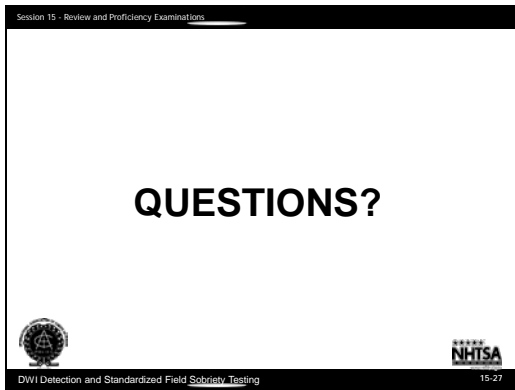 Session 15 - Review and Proficiency Examinations
QUESTIONS?
NHTSA
DWI Detection and Standardized Field Sobriety Testing
15-27